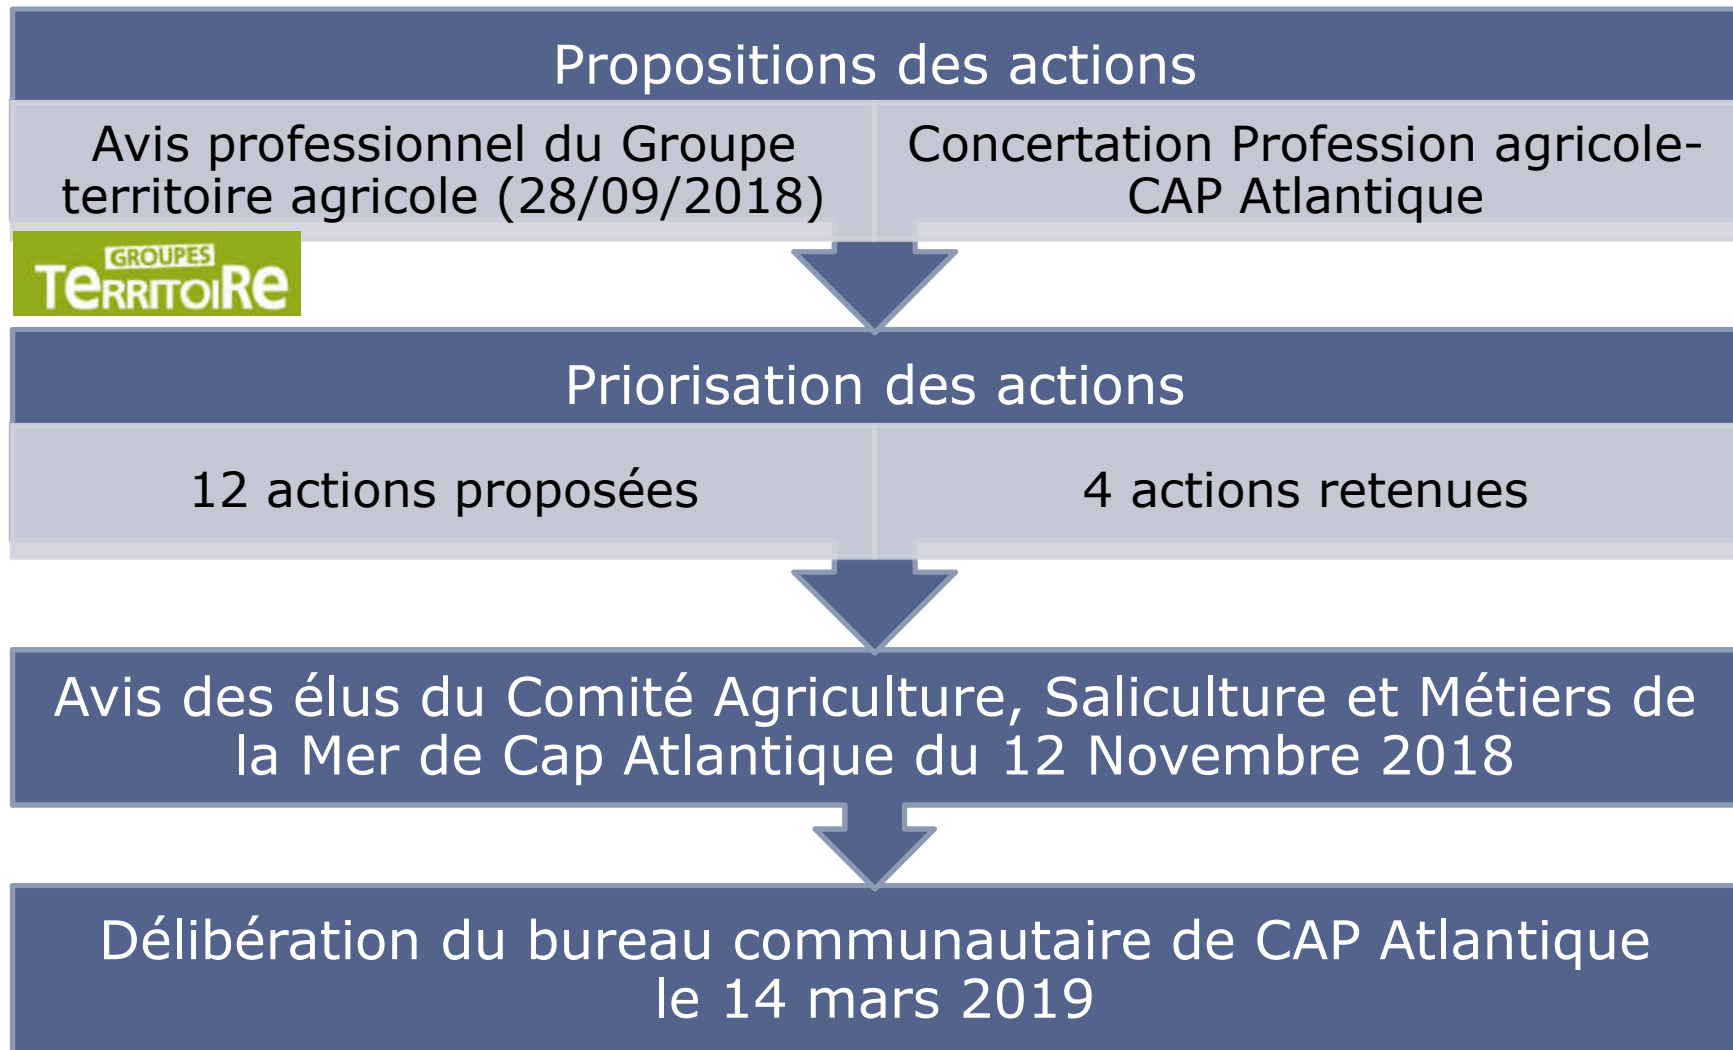 Propositions des actions
Avis professionnel du Groupe
territoire agricole (28/09/2018)
Concertation Profession agricole-
CAP Atlantique
GROUPES
TeRRITOIRe
Priorisation des actions
12 actions proposées
4 actions retenues
Avis des élus du Comité Agriculture, Saliculture et Métiers de
la Mer de Cap Atlantique du 12 Novembre 2018
Délibération du bureau communautaire de CAP Atlantique
le 14 mars 2019